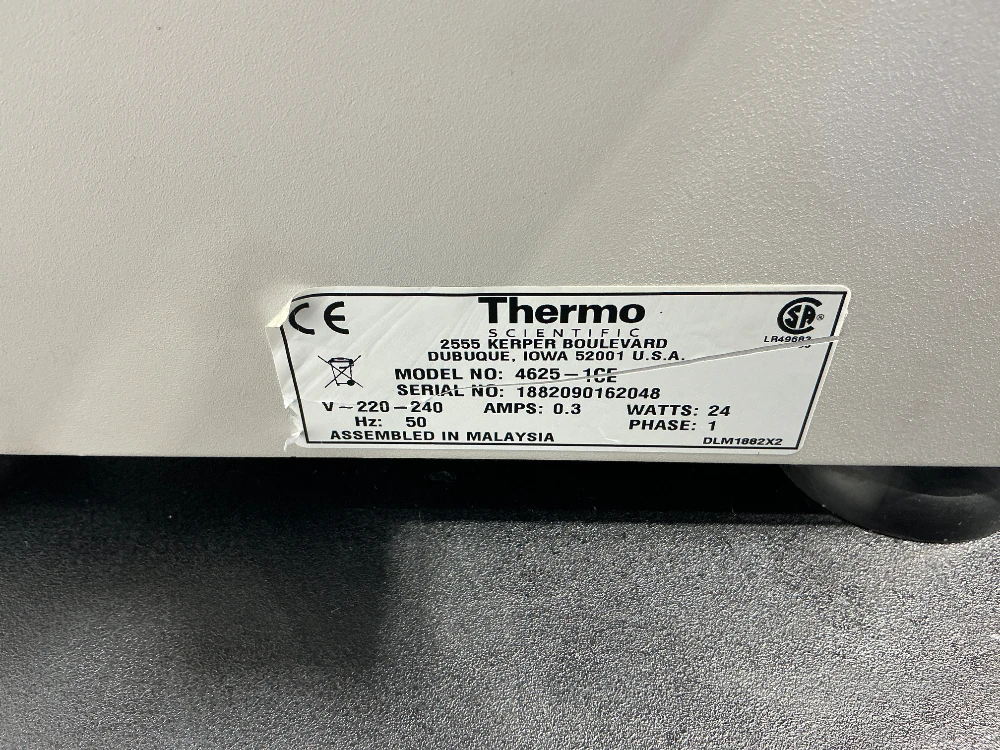 CE
Thermo
SCIENTIFIC
2555 KERPER BOULEVARD
DUBUQUE, IOWA 52001 U.S.A.
MODEL NO: 4625-1CE
SERIAL NO: 1882090162048
V~220-240 AMPS: 0.3 WATTS: 24
Hz: 50 PHASE: 1
ASSEMBLED IN MALAYSIA DLM1882X2
SA®